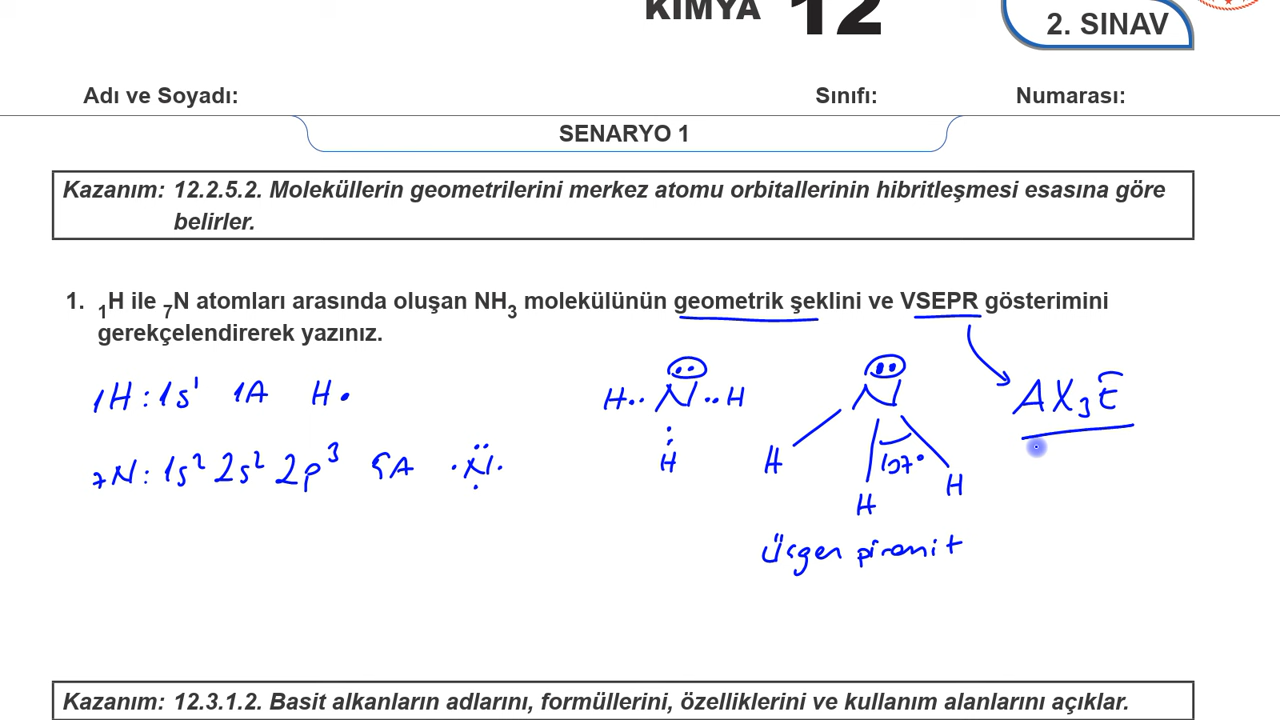 KİMYA 12
2. SINAV
Adı ve Soyadı: Sınıfı: Numarası:
SENARYO 1
Kazanım: 12.2.5.2. Moleküllerin geometrilerini merkez atomu orbitallerinin hibritleşmesi esasına göre
belirler.
1. ₁H ile ₇N atomları arasında oluşan NH₃ molekülünün geometrik şeklini ve VSEPR gösterimini
gerekçelendirerek yazınız.
₁H : 1s¹ 1A H•
₇N : 1s² 2s² 2p³ 5A ·N̈·
H··N··H
H
N
H
H
H
107°
AX₃E
Üçgen piramit
Kazanım: 12.3.1.2. Basit alkanların adlarını, formüllerini, özelliklerini ve kullanım alanlarını açıklar.